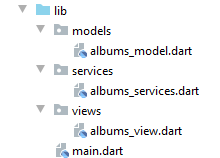 lib
models
albums_model.dart
services
albums_services.dart
views
albums_view.dart
main.dart